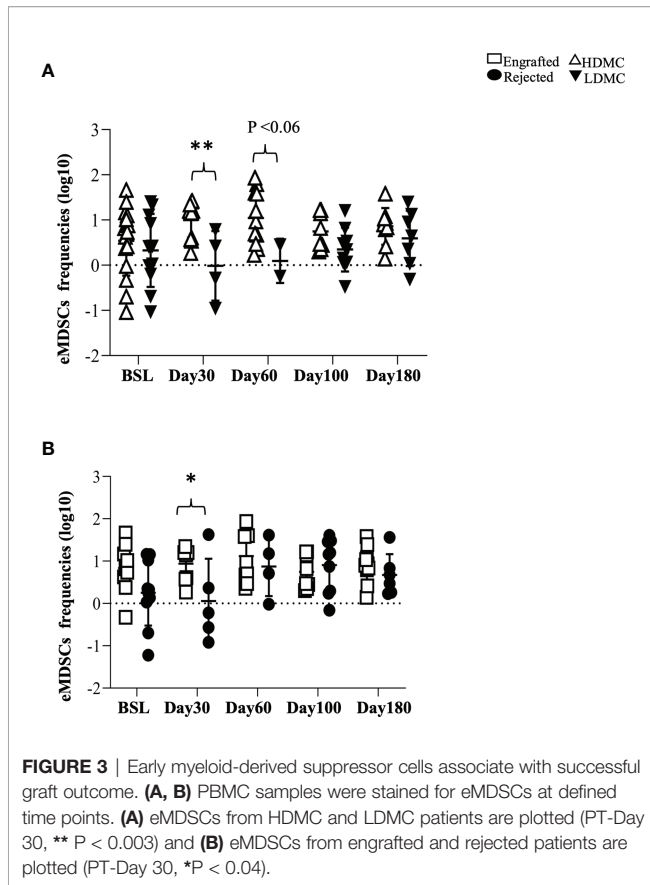 A
Engrafted HDMC
Rejected LDMC
P <0.06
**
eMDSCs frequencies (log10)
3
2
1
0
-1
-2
BSL Day30 Day60 Day100 Day180
B
*
eMDSCs frequencies (log10)
3
2
1
0
-1
-2
BSL Day30 Day60 Day100 Day180
FIGURE 3 | Early myeloid-derived suppressor cells associate with successful
graft outcome. (A, B) PBMC samples were stained for eMDSCs at defined
time points. (A) eMDSCs from HDMC and LDMC patients are plotted (PT-Day
30, ** P < 0.003) and (B) eMDSCs from engrafted and rejected patients are
plotted (PT-Day 30, *P < 0.04).